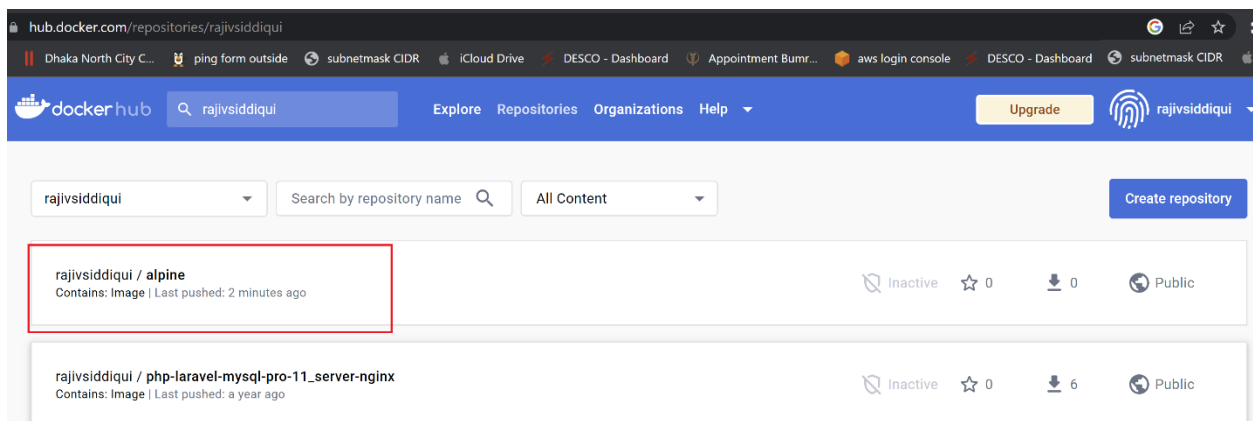 hub.docker.com/repositories/rajivsiddiqui
Dhaka North City C... ping form outside subnetmask CIDR iCloud Drive DESCO - Dashboard Appointment Bumr... aws login console DESCO - Dashboard subnetmask CIDR
dockerhub rajivsiddiqui Explore Repositories Organizations Help Upgrade rajivsiddiqui
rajivsiddiqui Search by repository name All Content Create repository
rajivsiddiqui / alpine
Contains: Image | Last pushed: 2 minutes ago
Inactive 0 0 Public
rajivsiddiqui / php-laravel-mysql-pro-11_server-nginx
Contains: Image | Last pushed: a year ago
Inactive 0 6 Public